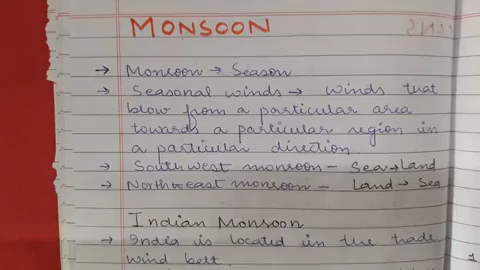 MONSOON
→ Monsoon → Season
→ Seasonal winds → Winds that
blow from a particular area
towards a particular region in
a particular direction.
→ Southwest monsoon - Sea → Land
→ Northeast monsoon - Land → Sea
Indian Monsoon
→ India is located in the trade
wind belt.